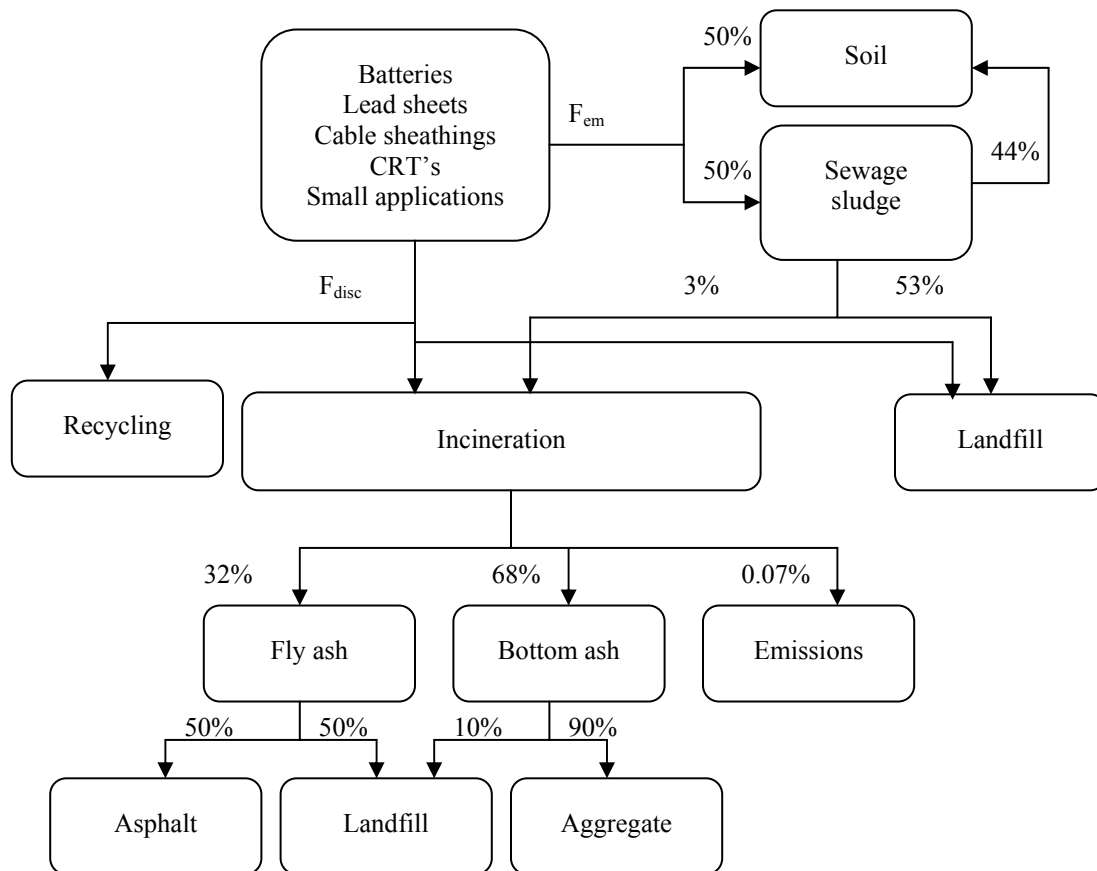 50%
Soil
Batteries
Lead sheets
Cable sheathings
CRT's
Small applications
F_em
50%
Sewage
sludge
44%
F_disc
3%
53%
Recycling
Incineration
Landfill
32%
68%
0.07%
Fly ash
Bottom ash
Emissions
50%
50%
10%
90%
Asphalt
Landfill
Aggregate